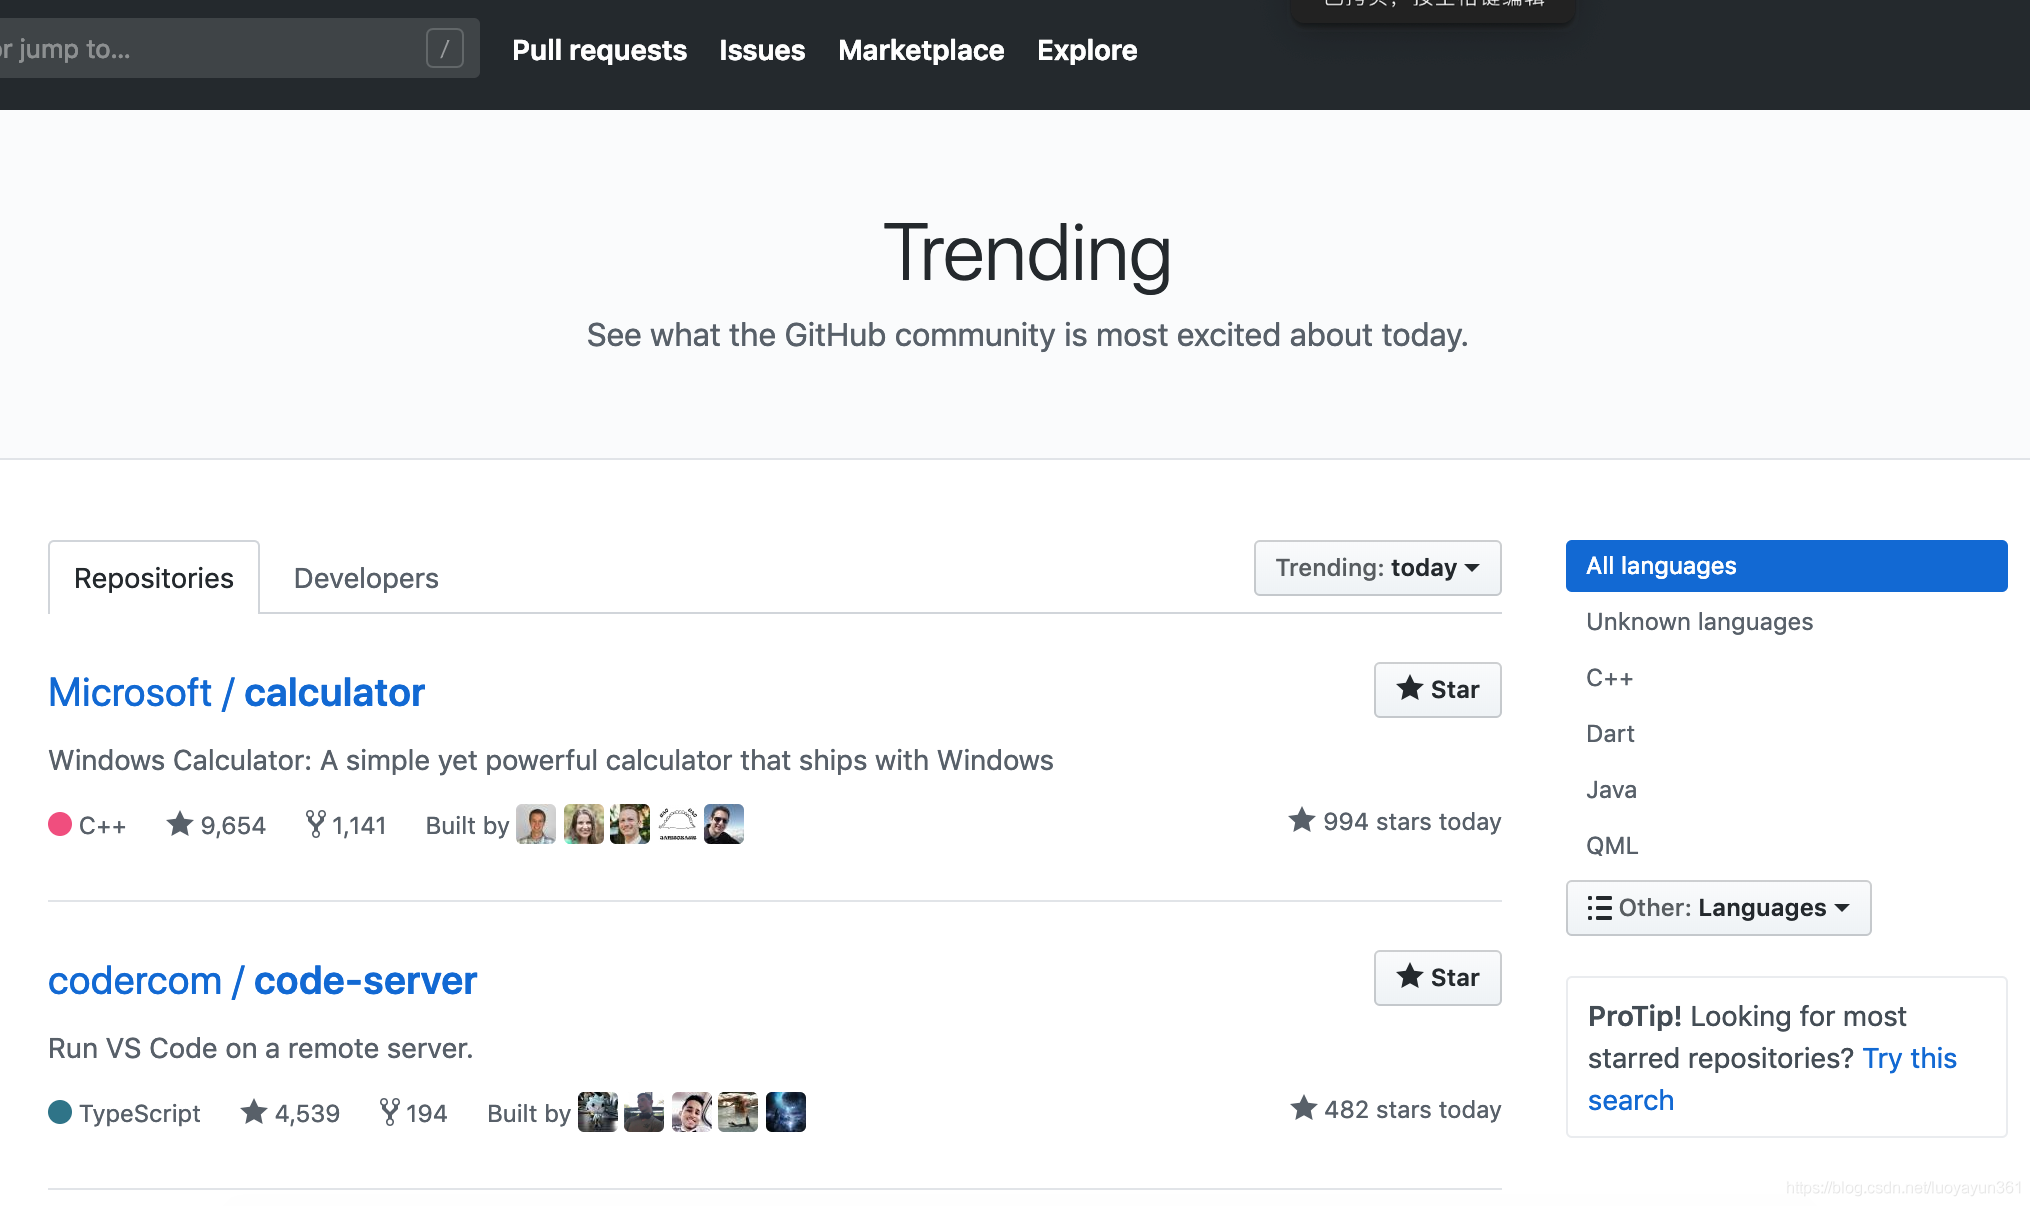 or jump to...
/
Pull requests
Issues
Marketplace
Explore
Trending
See what the GitHub community is most excited about today.
Repositories
Developers
Trending: today
Microsoft / calculator
Star
Windows Calculator: A simple yet powerful calculator that ships with Windows
C++
9,654
1,141
Built by
994 stars today
codercom / code-server
Star
Run VS Code on a remote server.
TypeScript
4,539
194
Built by
482 stars today
All languages
Unknown languages
C++
Dart
Java
QML
Other: Languages
ProTip! Looking for most
starred repositories? Try this
search
https://blog.csdn.net/luoyayun361